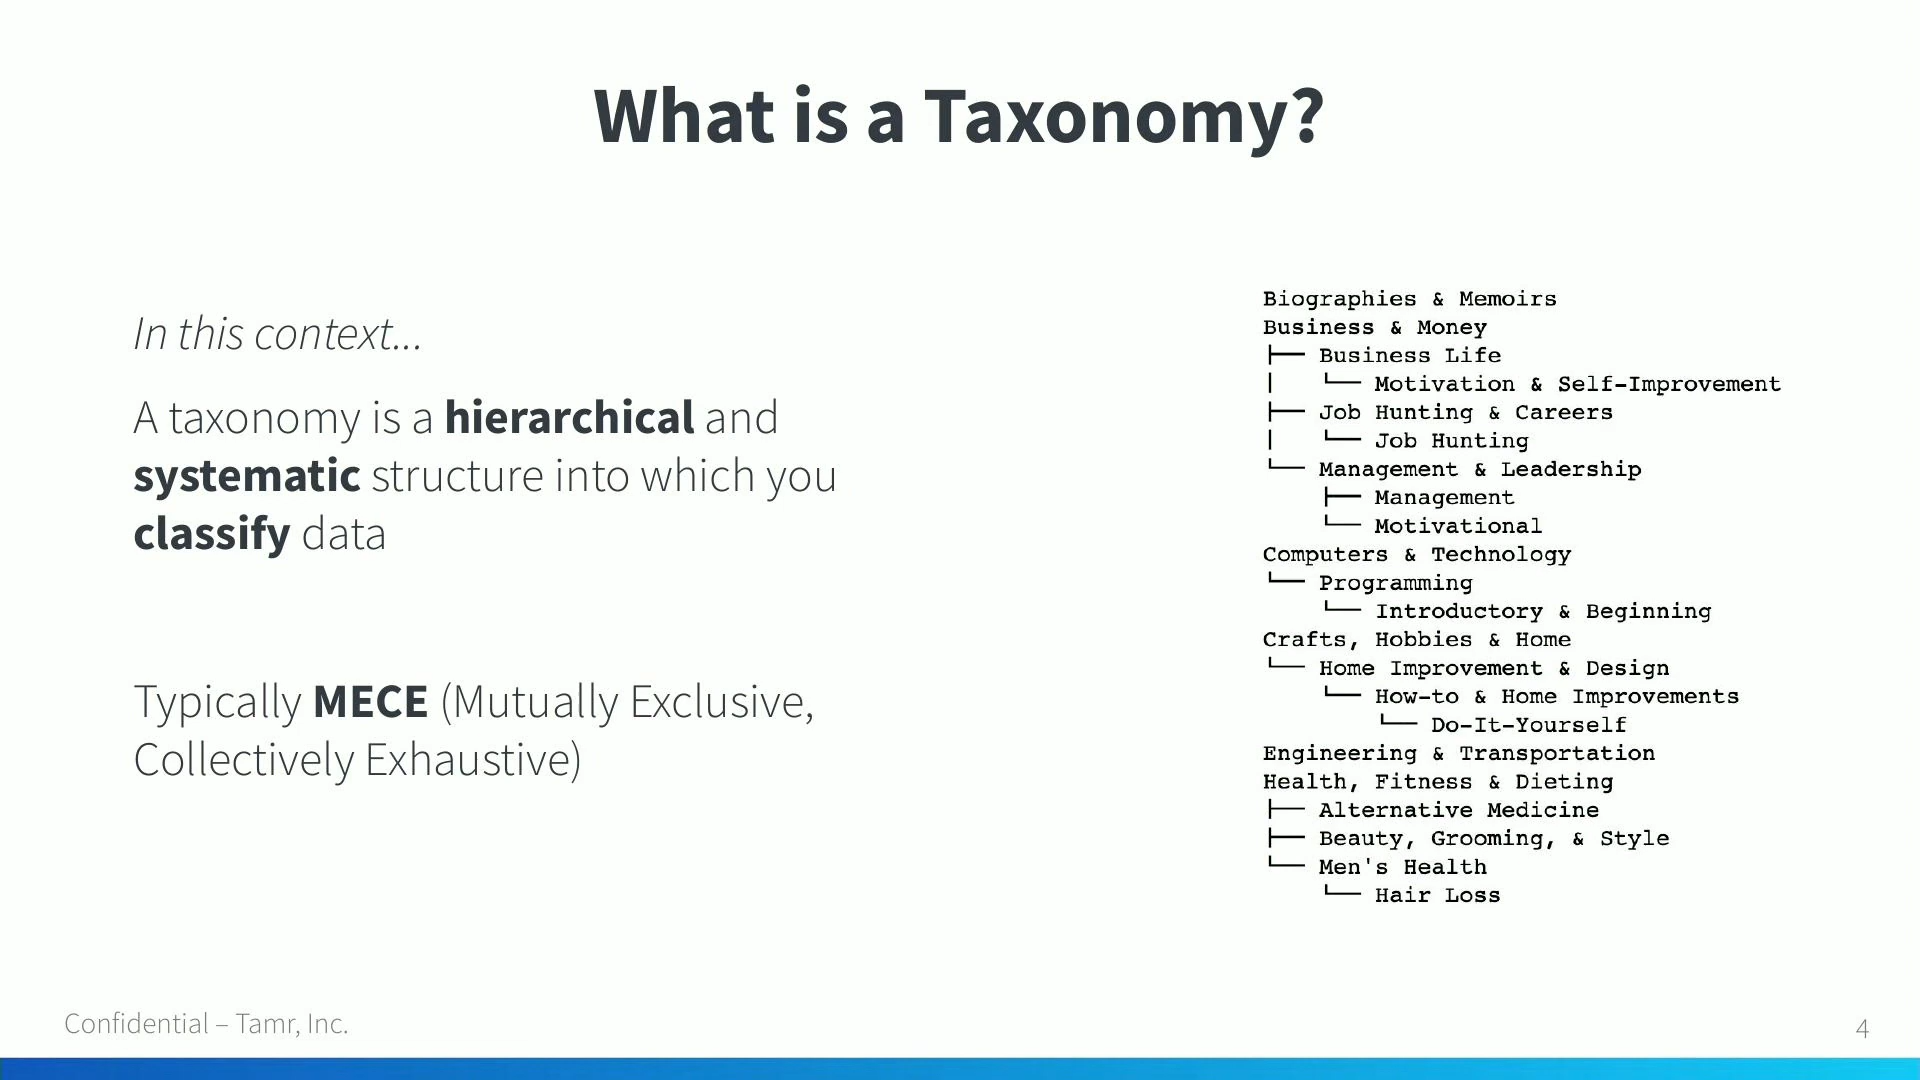 What is a Taxonomy?
In this context...
A taxonomy is a hierarchical and
systematic structure into which you
classify data
Typically MECE (Mutually Exclusive,
Collectively Exhaustive)
Biographies & Memoirs
Business & Money
├── Business Life
│   └── Motivation & Self-Improvement
├── Job Hunting & Careers
│   └── Job Hunting
└── Management & Leadership
    ├── Management
    └── Motivational
Computers & Technology
└── Programming
    └── Introductory & Beginning
Crafts, Hobbies & Home
└── Home Improvement & Design
    └── How-to & Home Improvements
        └── Do-It-Yourself
Engineering & Transportation
Health, Fitness & Dieting
├── Alternative Medicine
├── Beauty, Grooming, & Style
└── Men's Health
    └── Hair Loss
Confidential – Tamr, Inc.
4